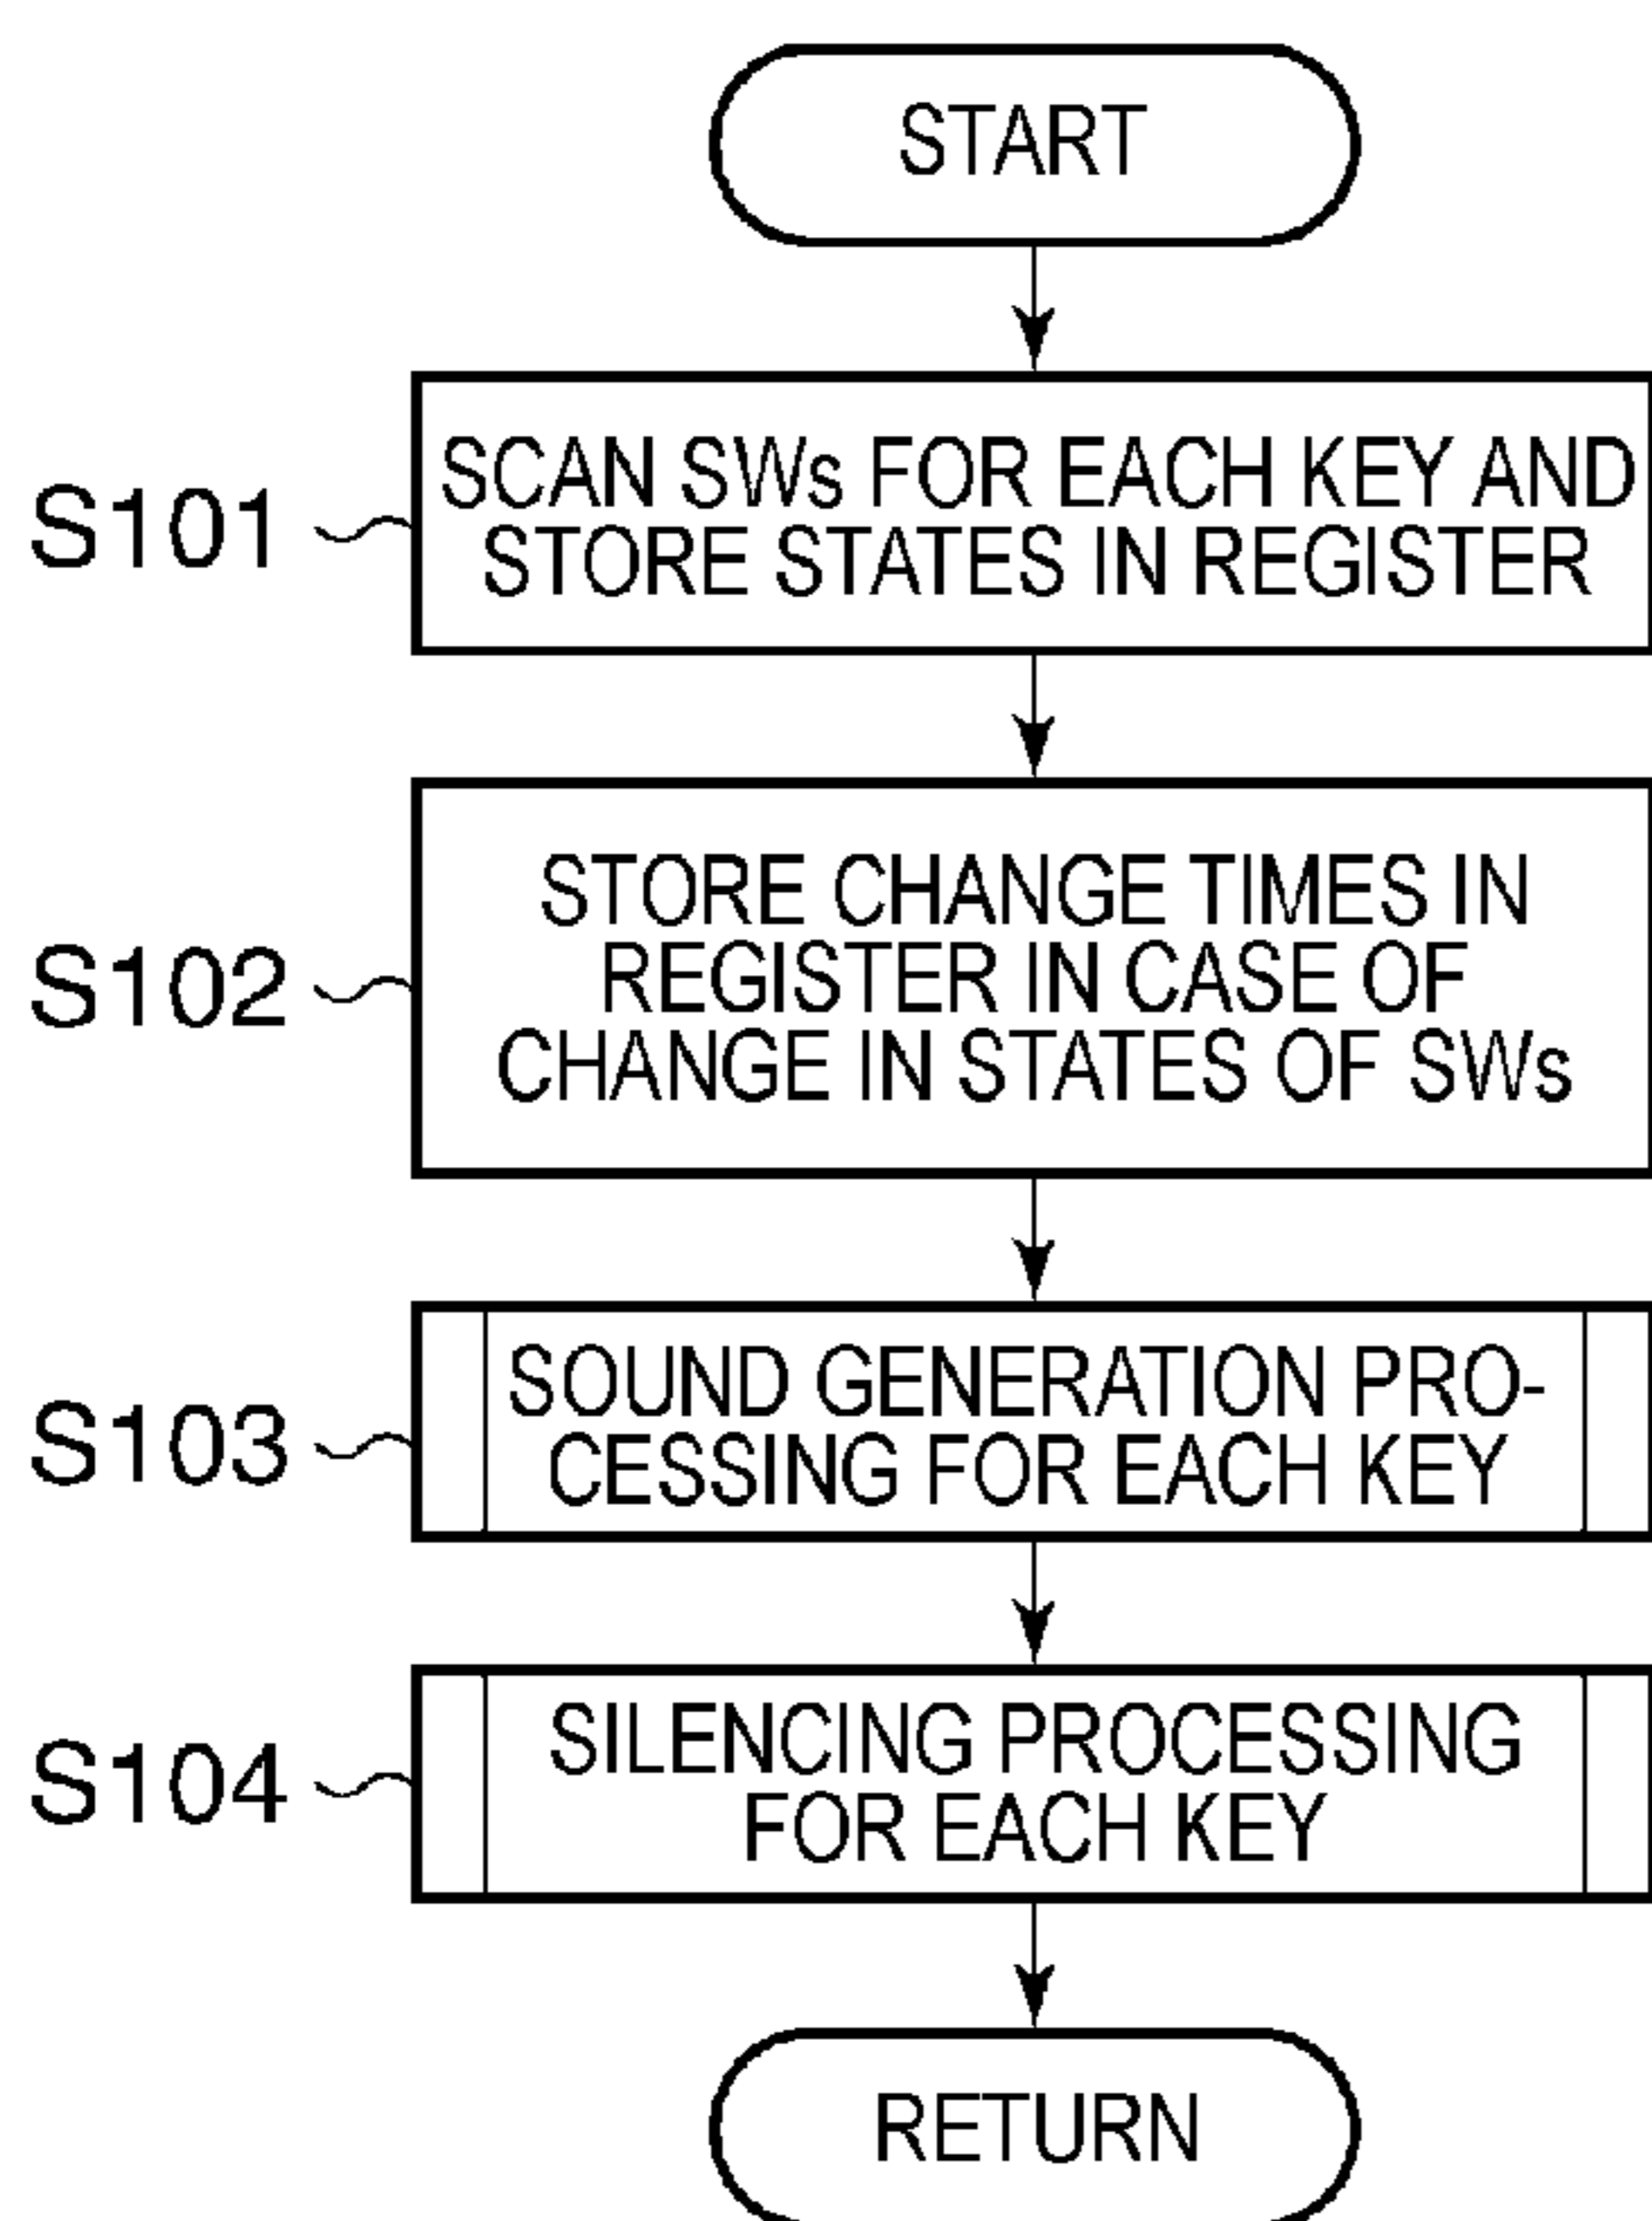 START
S101
SCAN SWs FOR EACH KEY AND
STORE STATES IN REGISTER
S102
STORE CHANGE TIMES IN
REGISTER IN CASE OF
CHANGE IN STATES OF SWs
S103
SOUND GENERATION PRO-
CESSING FOR EACH KEY
S104
SILENCING PROCESSING
FOR EACH KEY
RETURN